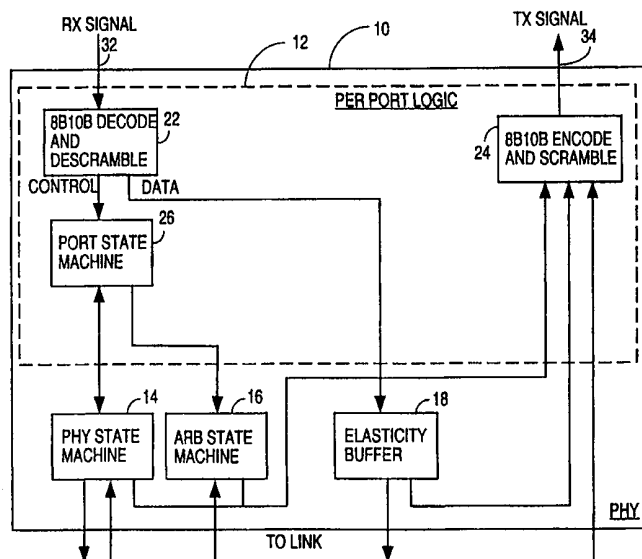 RX SIGNAL
32
12
10
TX SIGNAL
34
PER PORT LOGIC
8B10B DECODE
AND
DESCRAMBLE
22
24
8B10B ENCODE
AND SCRAMBLE
CONTROL
DATA
26
PORT STATE
MACHINE
14
PHY STATE
MACHINE
16
ARB STATE
MACHINE
18
ELASTICITY
BUFFER
PHY
TO LINK